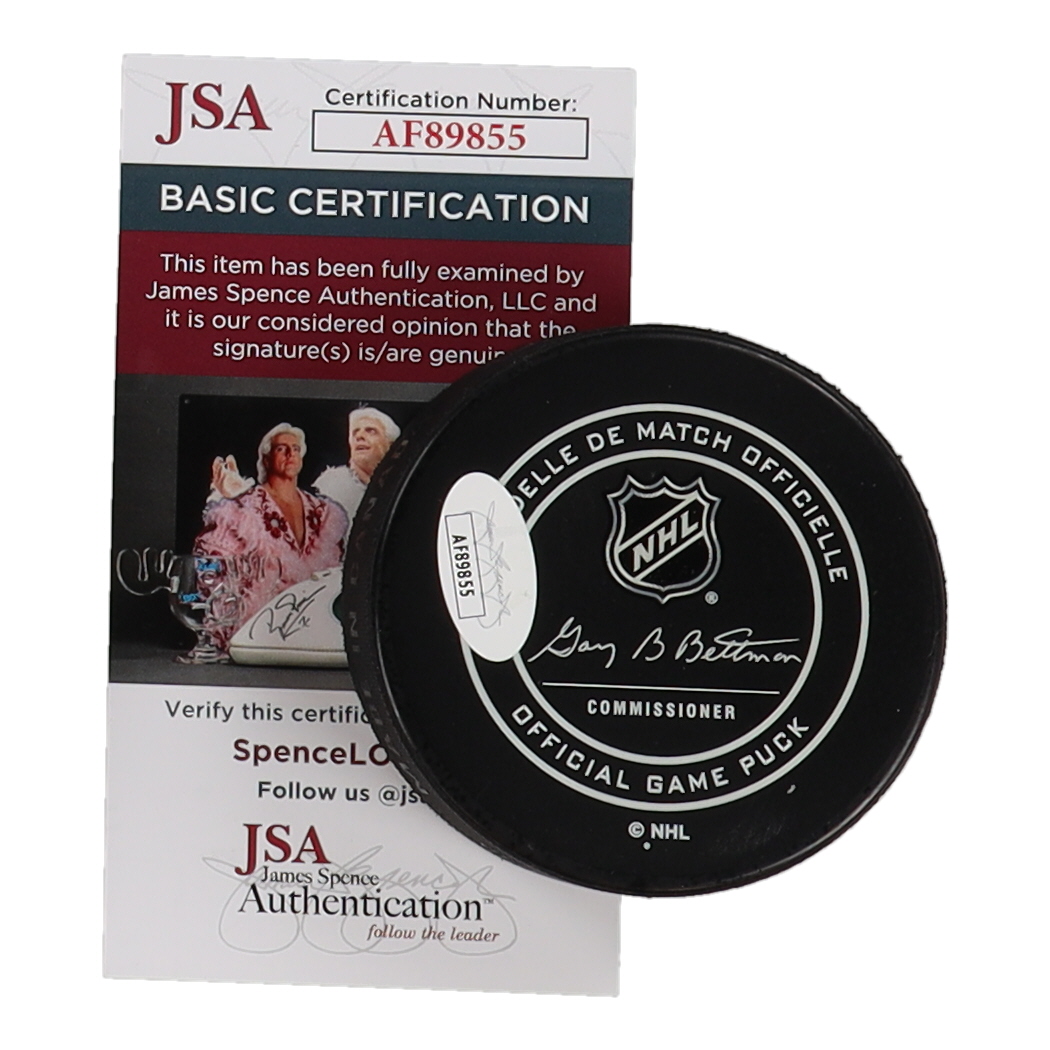 JSA
Certification Number:
AF89855
BASIC CERTIFICATION
This item has been fully examined by
James Spence Authentication, LLC and
it is our considered opinion that the
signature(s) is/are genuin
Verify this certific
SpenceLO
Follow us @js
JSA
James Spence
Authentication™
follow the leader
DELLE DE MATCH OFFICIELLE
NHL
®
AF89855
Gary B Bettman
COMMISSIONER
OFFICIAL GAME PUCK
© NHL